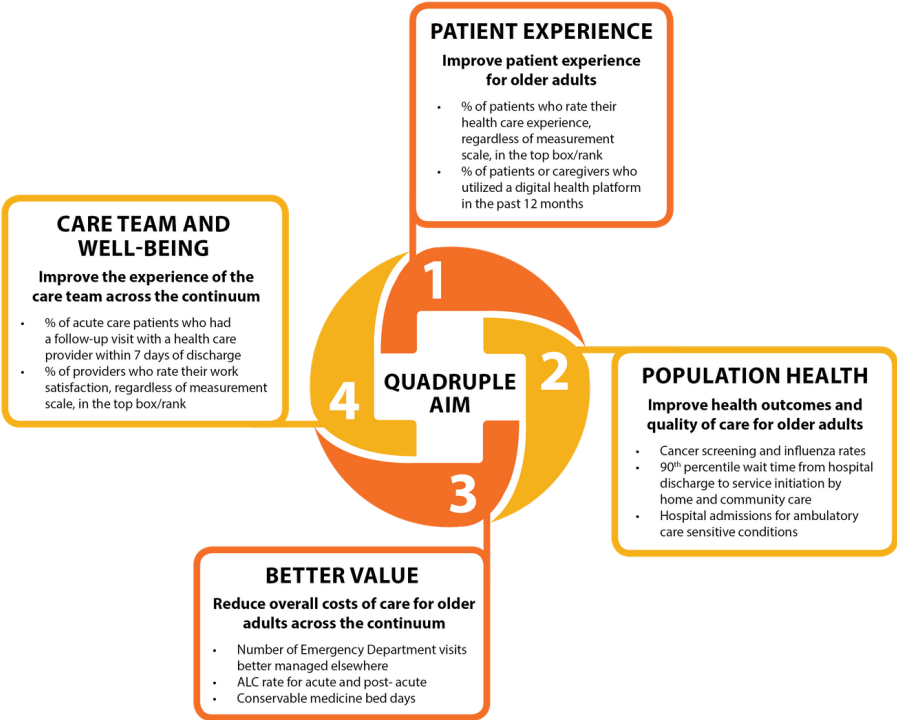 PATIENT EXPERIENCE
Improve patient experience
for older adults
• % of patients who rate their
health care experience,
regardless of measurement
scale, in the top box/rank
• % of patients or caregivers who
utilized a digital health platform
in the past 12 months
CARE TEAM AND
WELL-BEING
Improve the experience of the
care team across the continuum
• % of acute care patients who had
a follow-up visit with a health care
provider within 7 days of discharge
• % of providers who rate their work
satisfaction, regardless of measurement
scale, in the top box/rank
1
2
3
4
QUADRUPLE
AIM
POPULATION HEALTH
Improve health outcomes and
quality of care for older adults
• Cancer screening and influenza rates
• 90th percentile wait time from hospital
discharge to service initiation by
home and community care
• Hospital admissions for ambulatory
care sensitive conditions
BETTER VALUE
Reduce overall costs of care for older
adults across the continuum
• Number of Emergency Department visits
better managed elsewhere
• ALC rate for acute and post- acute
• Conservable medicine bed days